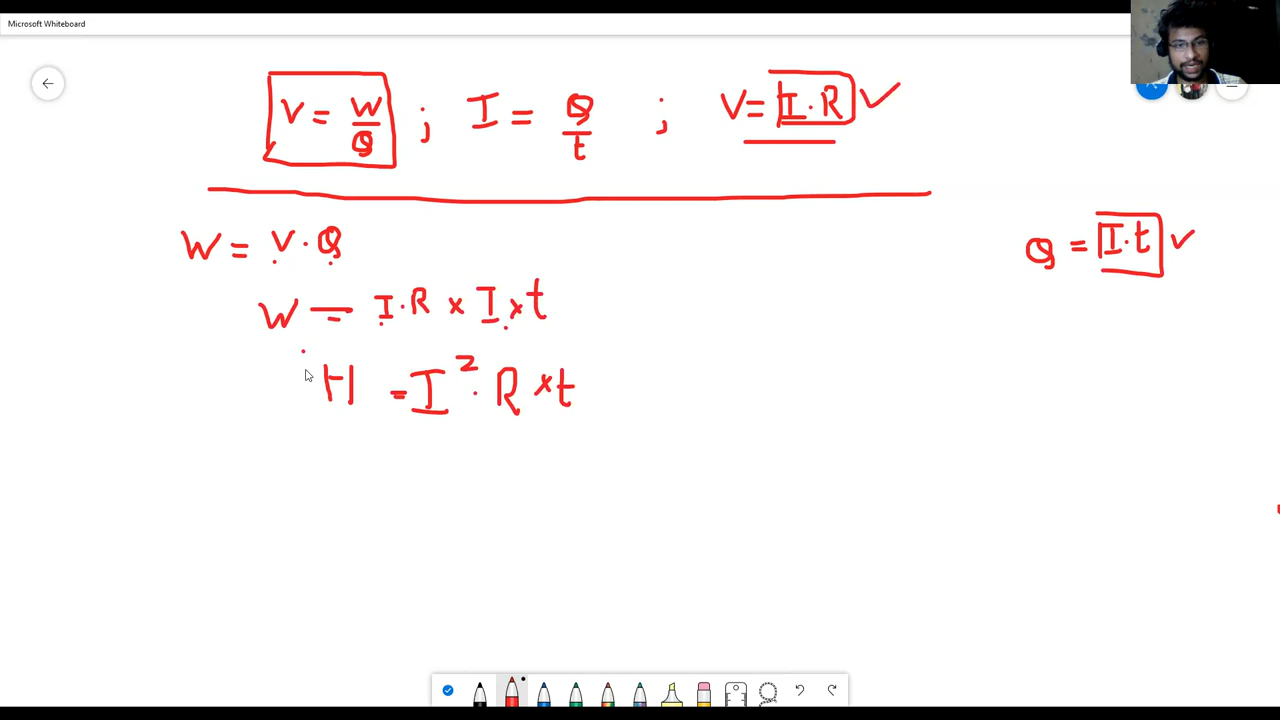 Microsoft Whiteboard
V = W/Q ; I = Q/t ; V = I·R ✓
W = V·Q
Q = I·t ✓
W = I·R × I × t
H = I²·R × t